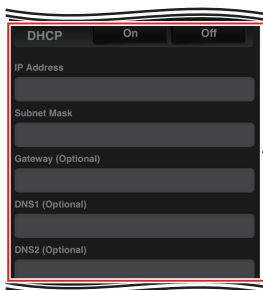 DHCP On Off
IP Address
Subnet Mask
Gateway (Optional)
DNS1 (Optional)
DNS2 (Optional)